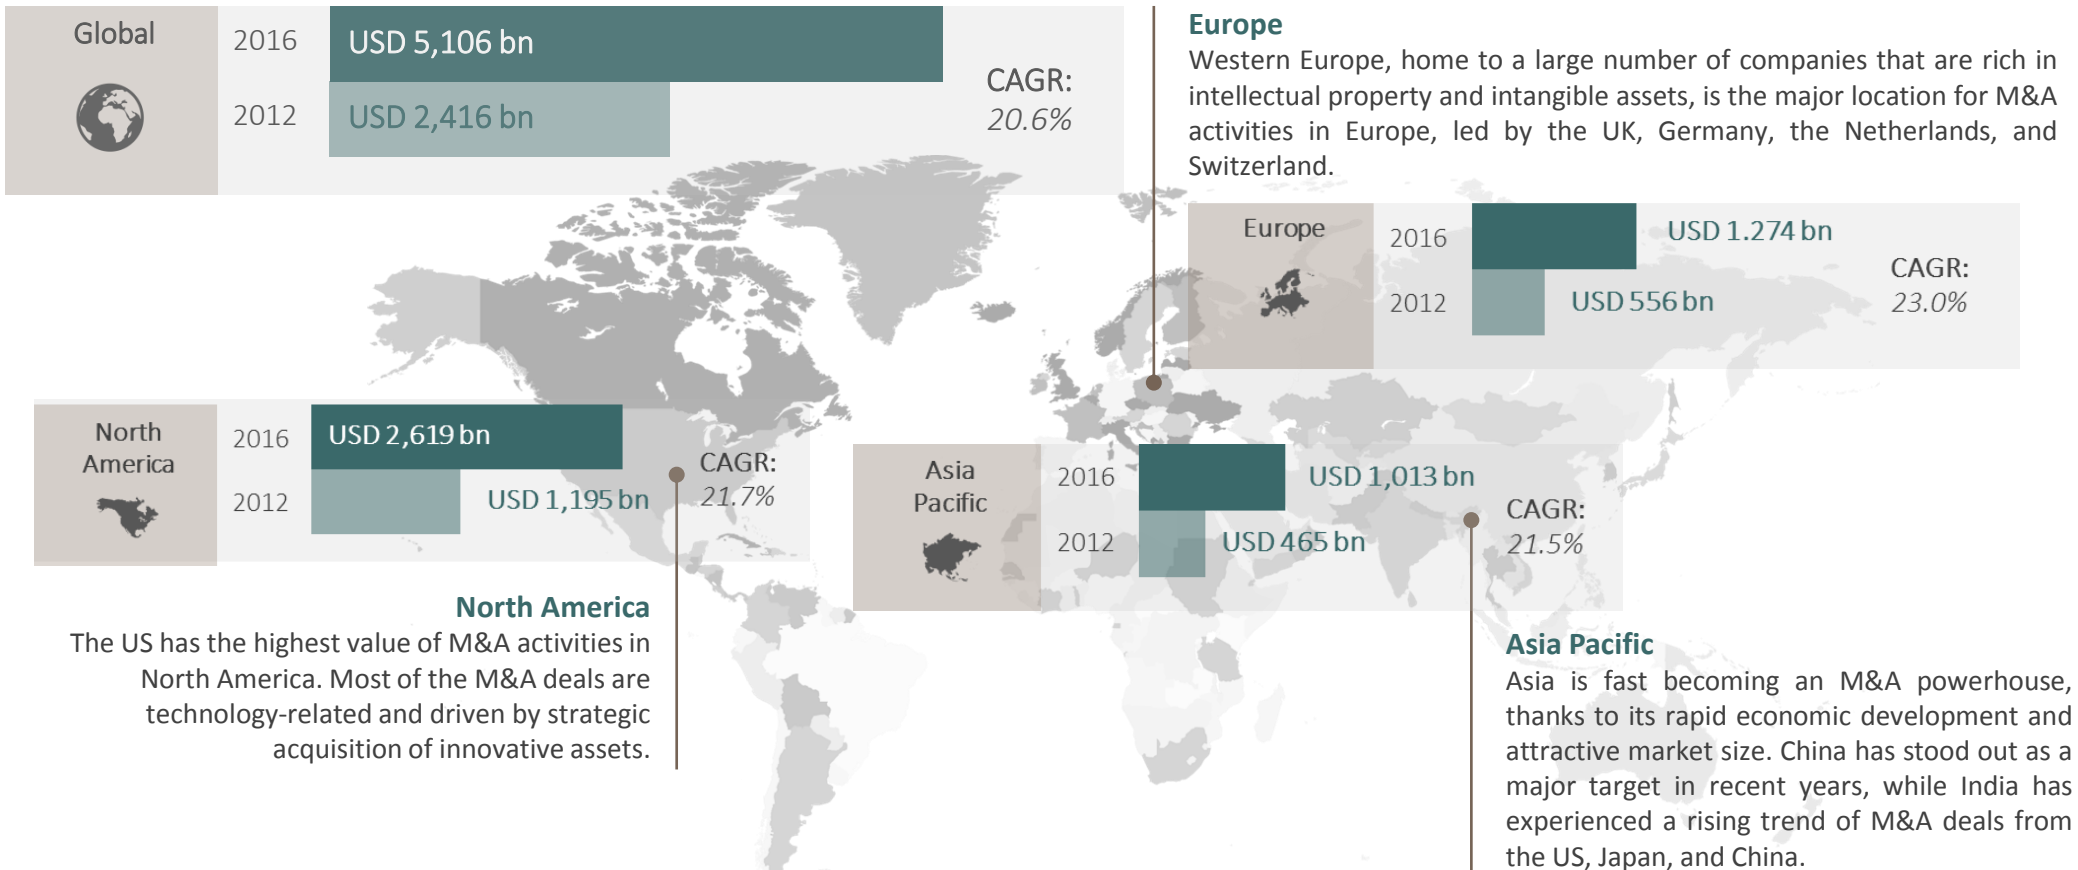 Global
2016
USD 5,106 bn
2012
USD 2,416 bn
CAGR:
20.6%
Europe
Western Europe, home to a large number of companies that are rich in
intellectual property and intangible assets, is the major location for M&A
activities in Europe, led by the UK, Germany, the Netherlands, and
Switzerland.
Europe
2016
USD 1.274 bn
2012
USD 556 bn
CAGR:
23.0%
North
America
2016
USD 2,619 bn
2012
USD 1,195 bn
CAGR:
21.7%
Asia
Pacific
2016
USD 1,013 bn
2012
USD 465 bn
CAGR:
21.5%
North America
The US has the highest value of M&A activities in
North America. Most of the M&A deals are
technology-related and driven by strategic
acquisition of innovative assets.
Asia Pacific
Asia is fast becoming an M&A powerhouse,
thanks to its rapid economic development and
attractive market size. China has stood out as a
major target in recent years, while India has
experienced a rising trend of M&A deals from
the US, Japan, and China.